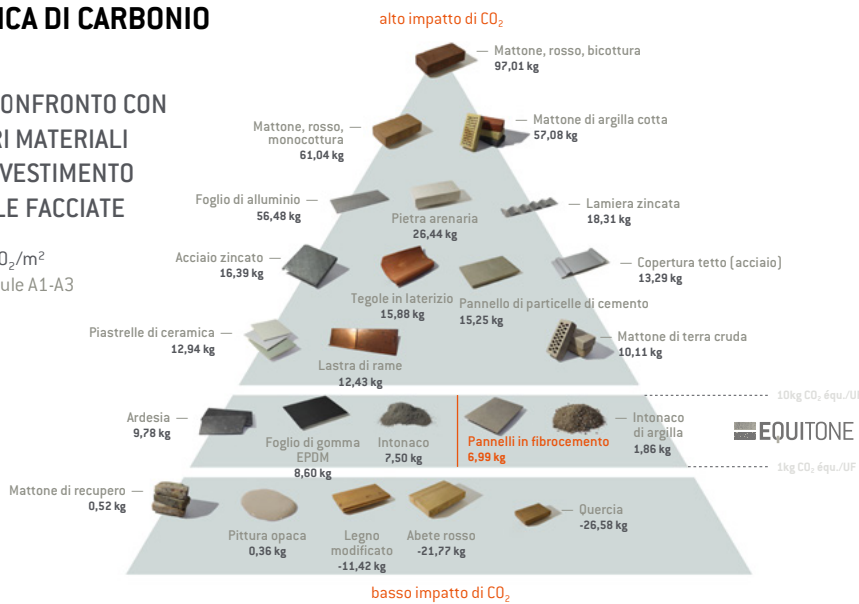 ICA DI CARBONIO
alto impatto di CO₂
Mattone, rosso, bicottura
97,01 kg
ONFRONTO CON
RI MATERIALI
VESTIMENTO
LE FACCIATE
O₂/m²
ule A1-A3
Mattone, rosso,
monocottura
61,04 kg
Mattone di argilla cotta
57,08 kg
Foglio di alluminio
56,48 kg
Pietra arenaria
26,44 kg
Lamiera zincata
18,31 kg
Acciaio zincato
16,39 kg
Tegole in laterizio
15,88 kg
Pannello di particelle di cemento
15,25 kg
Copertura tetto (acciaio)
13,29 kg
Piastrelle di ceramica
12,94 kg
Lastra di rame
12,43 kg
Mattone di terra cruda
10,11 kg
10kg CO₂ équ./UF
Ardesia
9,78 kg
Foglio di gomma
EPDM
8,60 kg
Intonaco
7,50 kg
Pannelli in fibrocemento
6,99 kg
Intonaco
di argilla
1,86 kg
EQUITONE
1kg CO₂ équ./UF
Mattone di recupero
0,52 kg
Pittura opaca
0,36 kg
Legno
modificato
-11,42 kg
Abete rosso
-21,77 kg
Quercia
-26,58 kg
basso impatto di CO₂